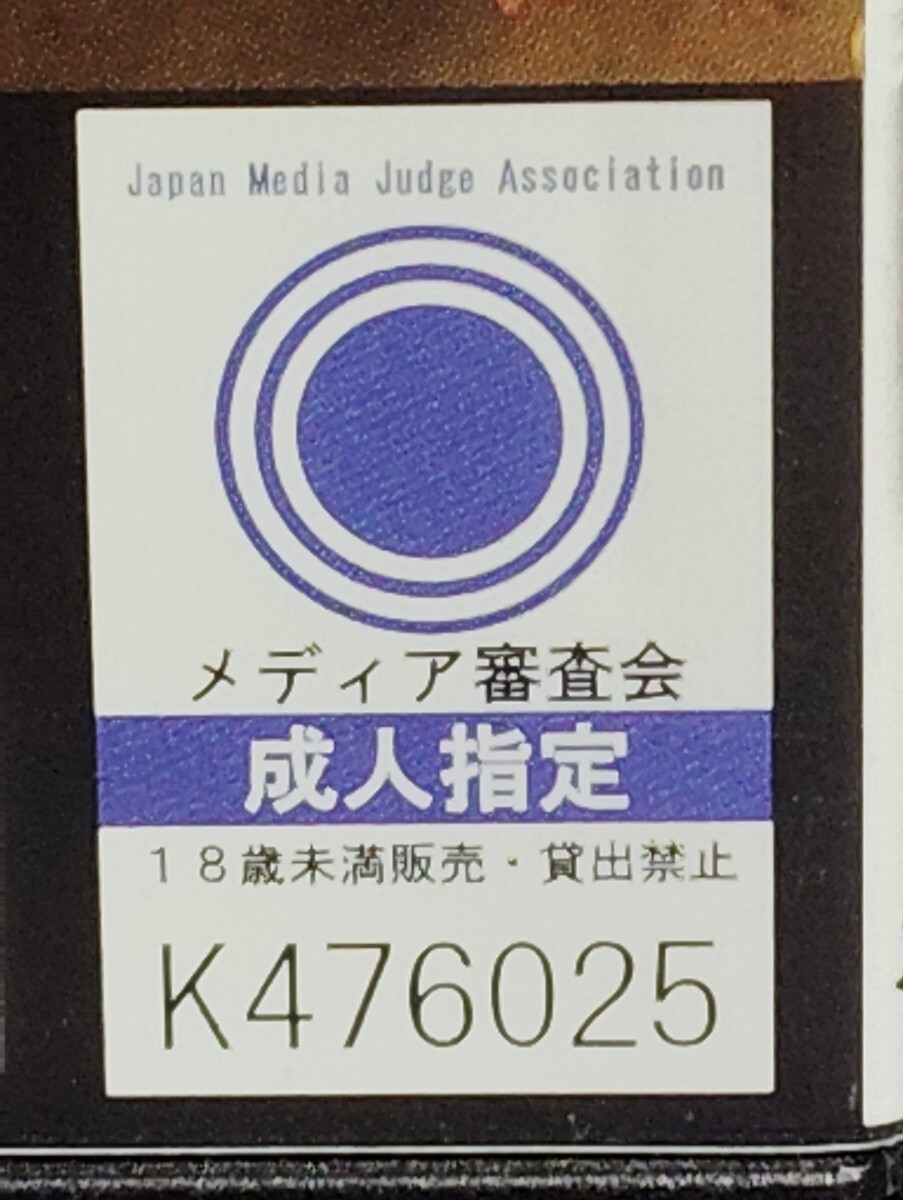 Japan Media Judge Association
メディア審査会
成人指定
18歳未満販売・貸出禁止
K476025